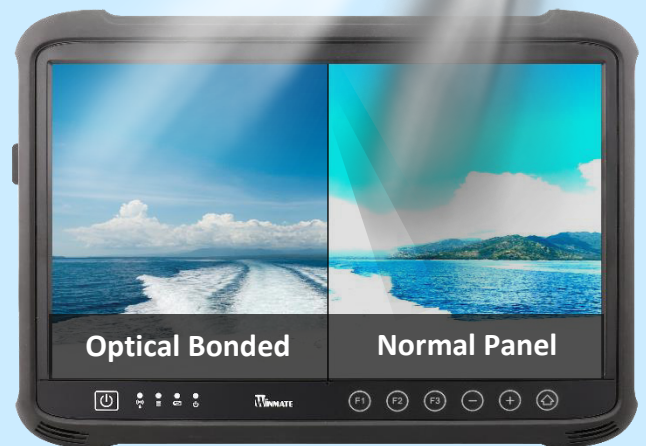 Optical Bonded
Normal Panel
WINMATE
F1
F2
F3